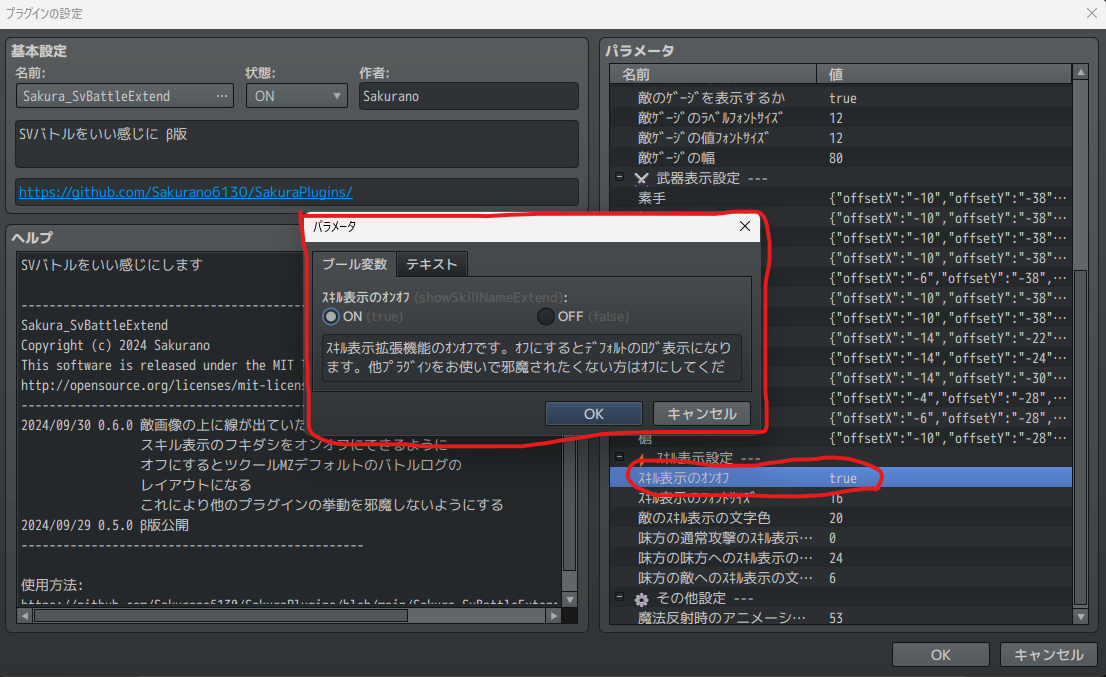 プラグインの設定
基本設定
名前:
状態:
作者:
Sakura_SvBattleExtend ...
ON
Sakurano
SVバトルをいい感じに β版
https://github.com/Sakurano6130/SakuraPlugins/
ヘルプ
SVバトルをいい感じにします
Sakura_SvBattleExtend
Copyright (c) 2024 Sakurano
This software is released under the MIT
http://opensource.org/licenses/mit-licens
2024/09/30 0.6.0 敵画像の上に線が出ていた
スキル表示のフキダシをオンオフにできるように
オフにするとツクールMZデフォルトのバトルログの
レイアウトになる
これにより他のプラグインの挙動を邪魔しないようにする
2024/09/29 0.5.0 β版公開
使用方法:
https://github.com/Sakurano6130/SakuraPlugins/blob/main/Sakura_SvBattleExten
パラメータ
ブール変数 テキスト
ｽｷﾙ表示のｵﾝｵﾌ (showSkillNameExtend):
ON (true) OFF (false)
ｽｷﾙ表示拡張機能のｵﾝｵﾌです。ｵﾌにするとﾃﾞﾌｫﾙﾄのﾛｸﾞ表示になり
ます。他ﾌﾟﾗｸﾞｲﾝをお使いで邪魔されたくない方はｵﾌにしてくだ
OK キャンセル
パラメータ
名前 値
敵のｹﾞｰｼﾞを表示するか true
敵ｹﾞｰｼﾞのﾗﾍﾞﾙﾌｫﾝﾄｻｲｽﾞ 12
敵ｹﾞｰｼﾞの値ﾌｫﾝﾄｻｲｽﾞ 12
敵ｹﾞｰｼﾞの幅 80
武器表示設定 ---
素手 {"offsetX":"-10","offsetY":"-38"…
{"offsetX":"-10","offsetY":"-38"…
{"offsetX":"-10","offsetY":"-38"…
{"offsetX":"-10","offsetY":"-38"…
{"offsetX":"-6","offsetY":"-38",…
{"offsetX":"-10","offsetY":"-38"…
{"offsetX":"-10","offsetY":"-38"…
{"offsetX":"-14","offsetY":"-22"…
{"offsetX":"-14","offsetY":"-24"…
{"offsetX":"-14","offsetY":"-30"…
{"offsetX":"-4","offsetY":"-28",…
{"offsetX":"-6","offsetY":"-28",…
槍 {"offsetX":"-10","offsetY":"-28"…
ｽｷﾙ表示設定 ---
ｽｷﾙ表示のｵﾝｵﾌ true
ｽｷﾙ表示のﾌｫﾝﾄｻｲｽﾞ 16
敵のｽｷﾙ表示の文字色 20
味方の通常攻撃のｽｷﾙ表示… 0
味方の味方へのｽｷﾙ表示の… 24
味方の敵へのｽｷﾙ表示の文… 6
その他設定 ---
魔法反射時のアニメーシ… 53
OK キャンセル